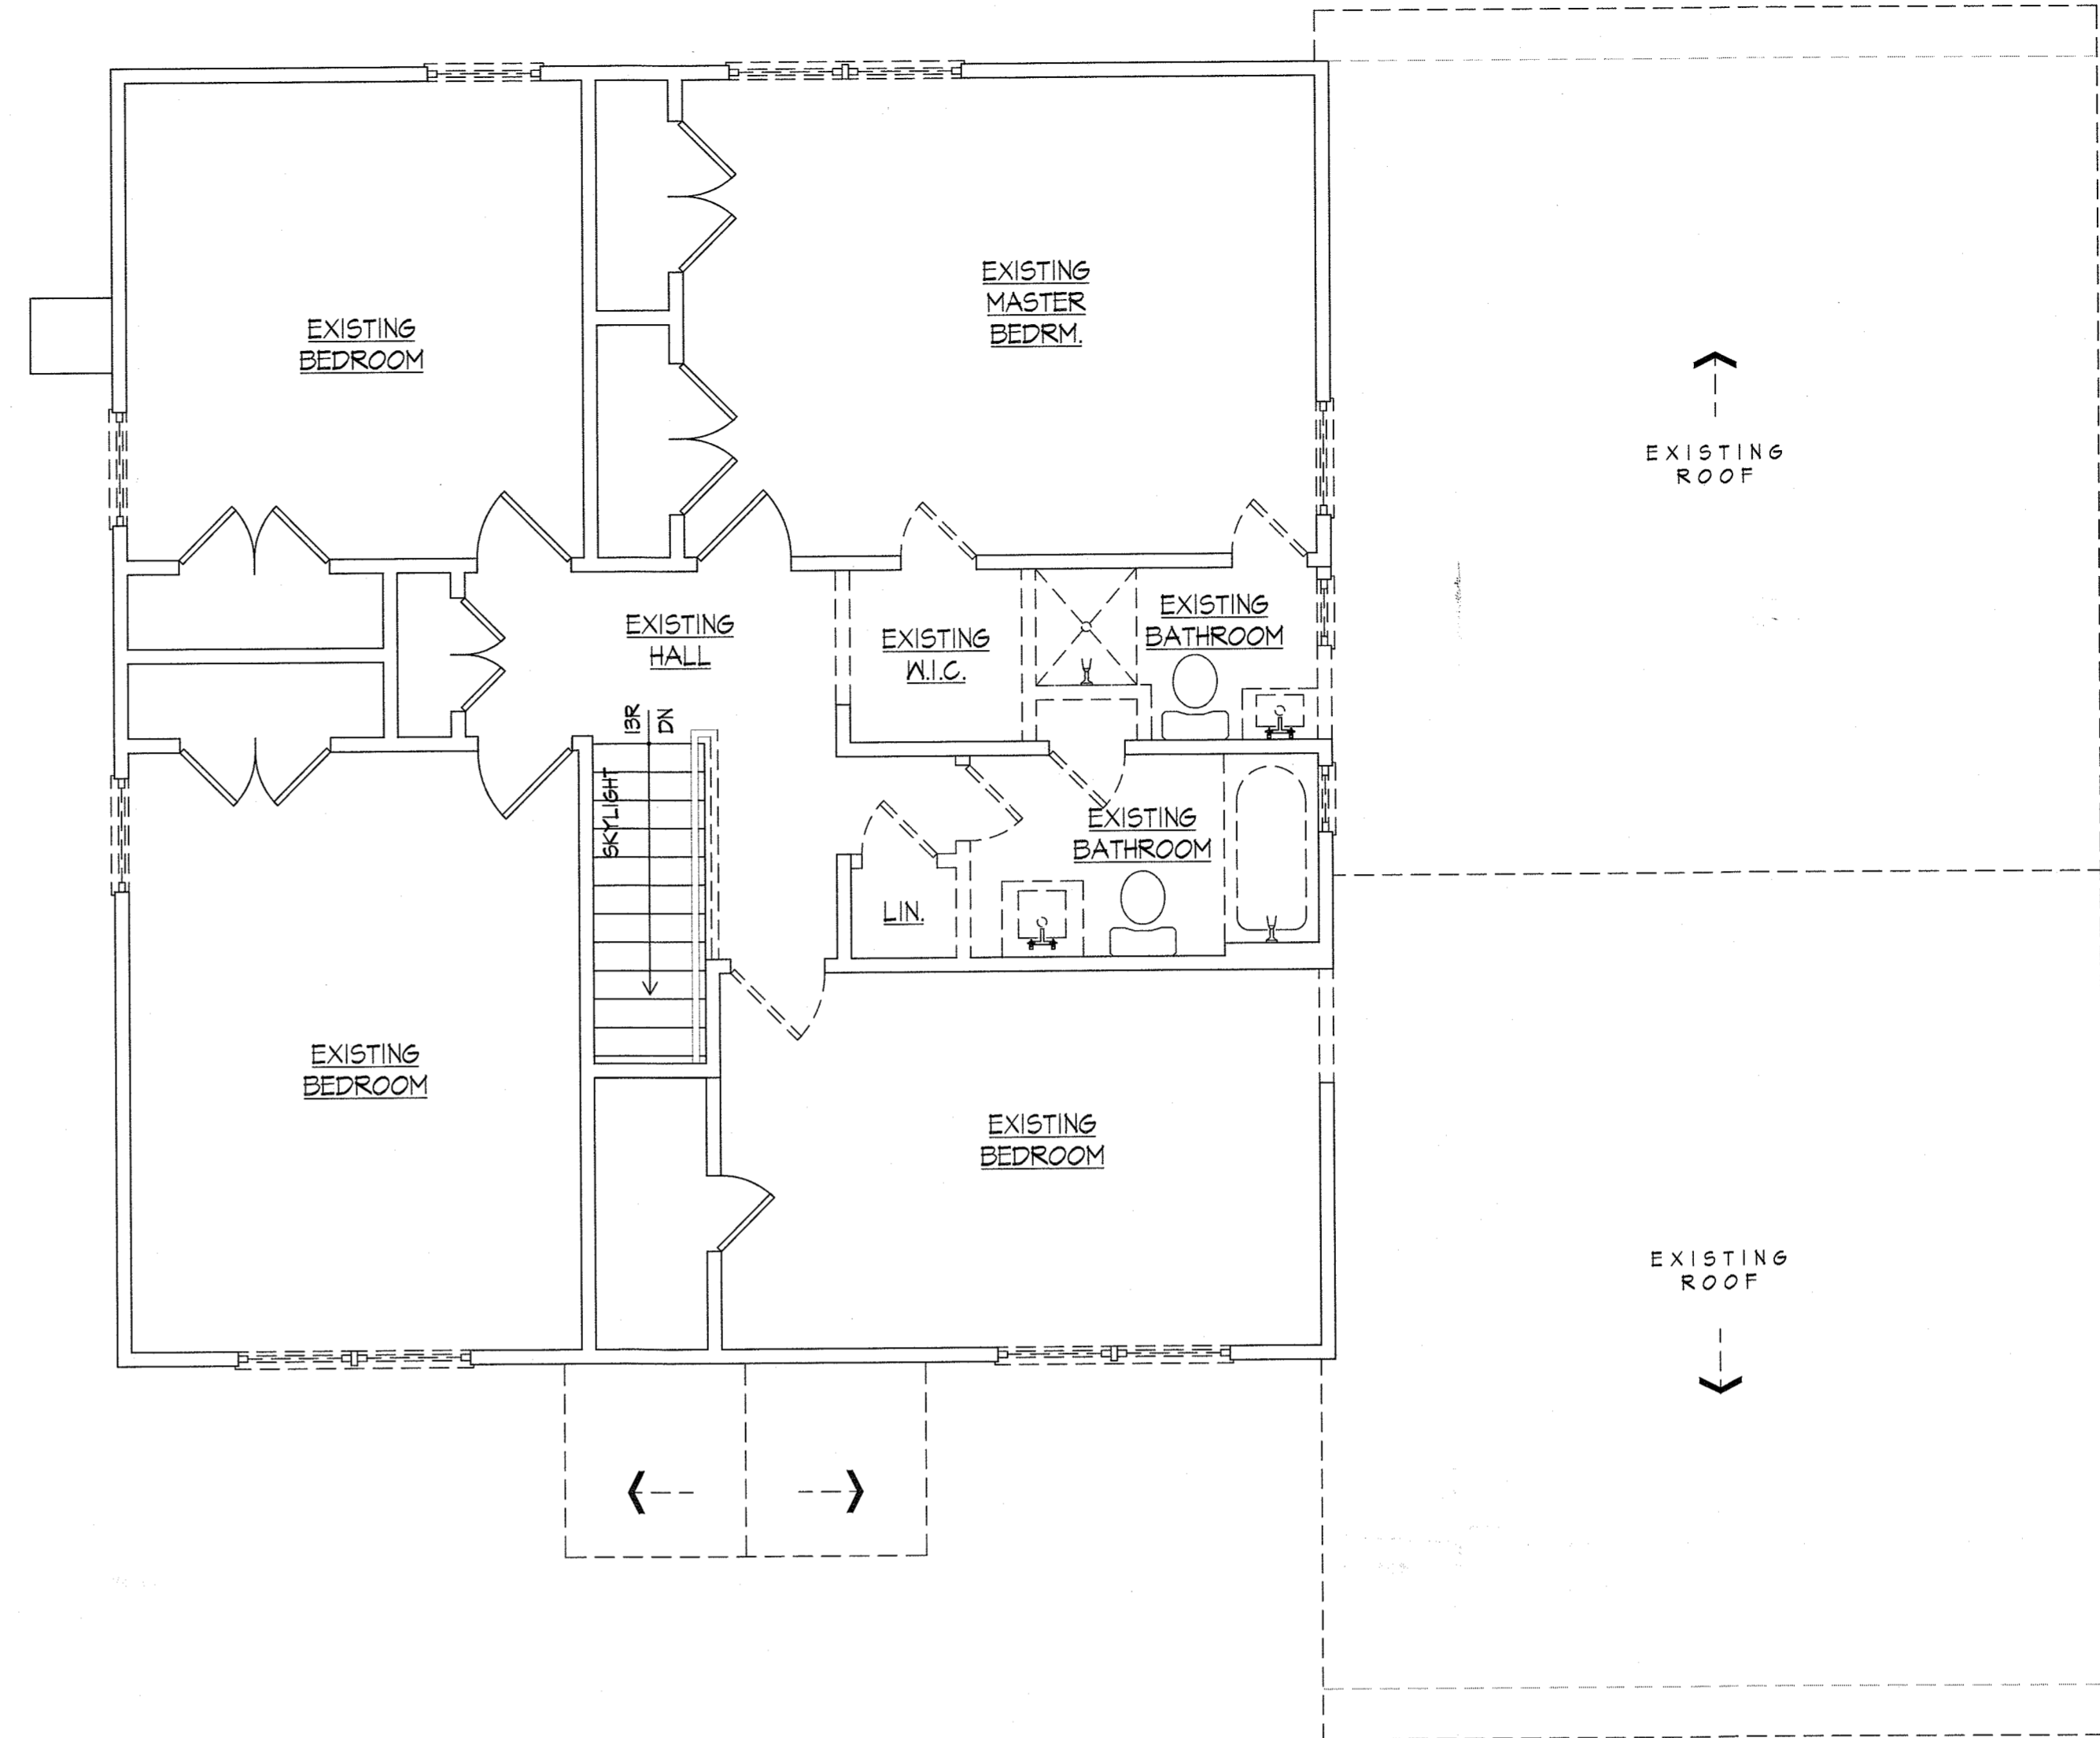 EXISTING
MASTER
BEDRM.
EXISTING
BEDROOM
EXISTING
ROOF
EXISTING
HALL
EXISTING
W.I.C.
EXISTING
BATHROOM
13R
DN
SKYLIGHT
EXISTING
BATHROOM
LIN.
EXISTING
BEDROOM
EXISTING
BEDROOM
EXISTING
ROOF